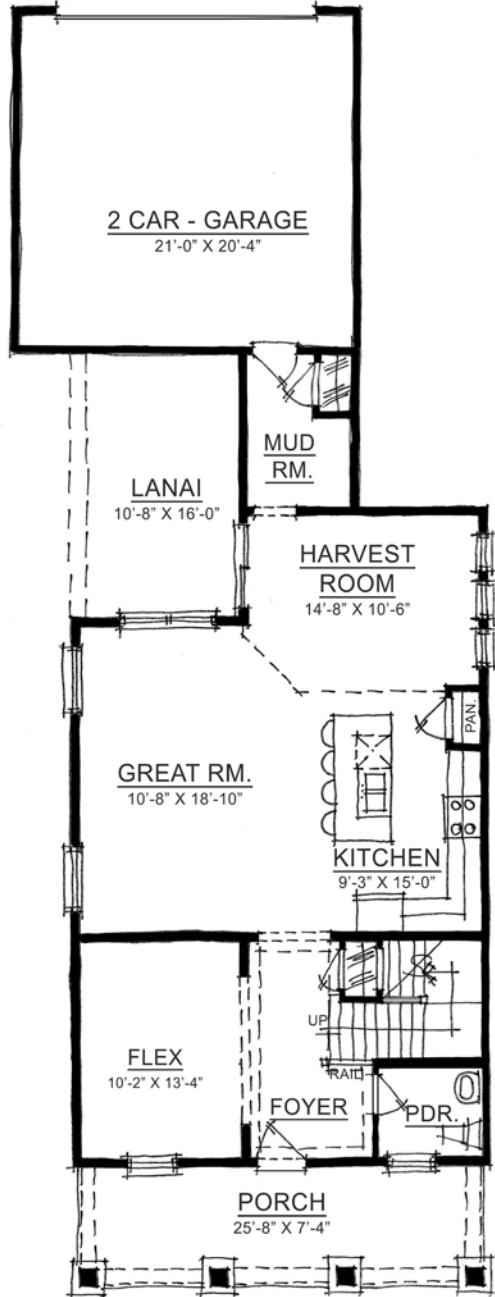 2 CAR - GARAGE
21'-0" X 20'-4"
MUD
RM.
LANAI
10'-8" X 16'-0"
HARVEST
ROOM
14'-8" X 10'-6"
PAN.
GREAT RM.
10'-8" X 18'-10"
KITCHEN
9'-3" X 15'-0"
UP
FLEX
10'-2" X 13'-4"
RAIL
FOYER
PDR.
PORCH
25'-8" X 7'-4"